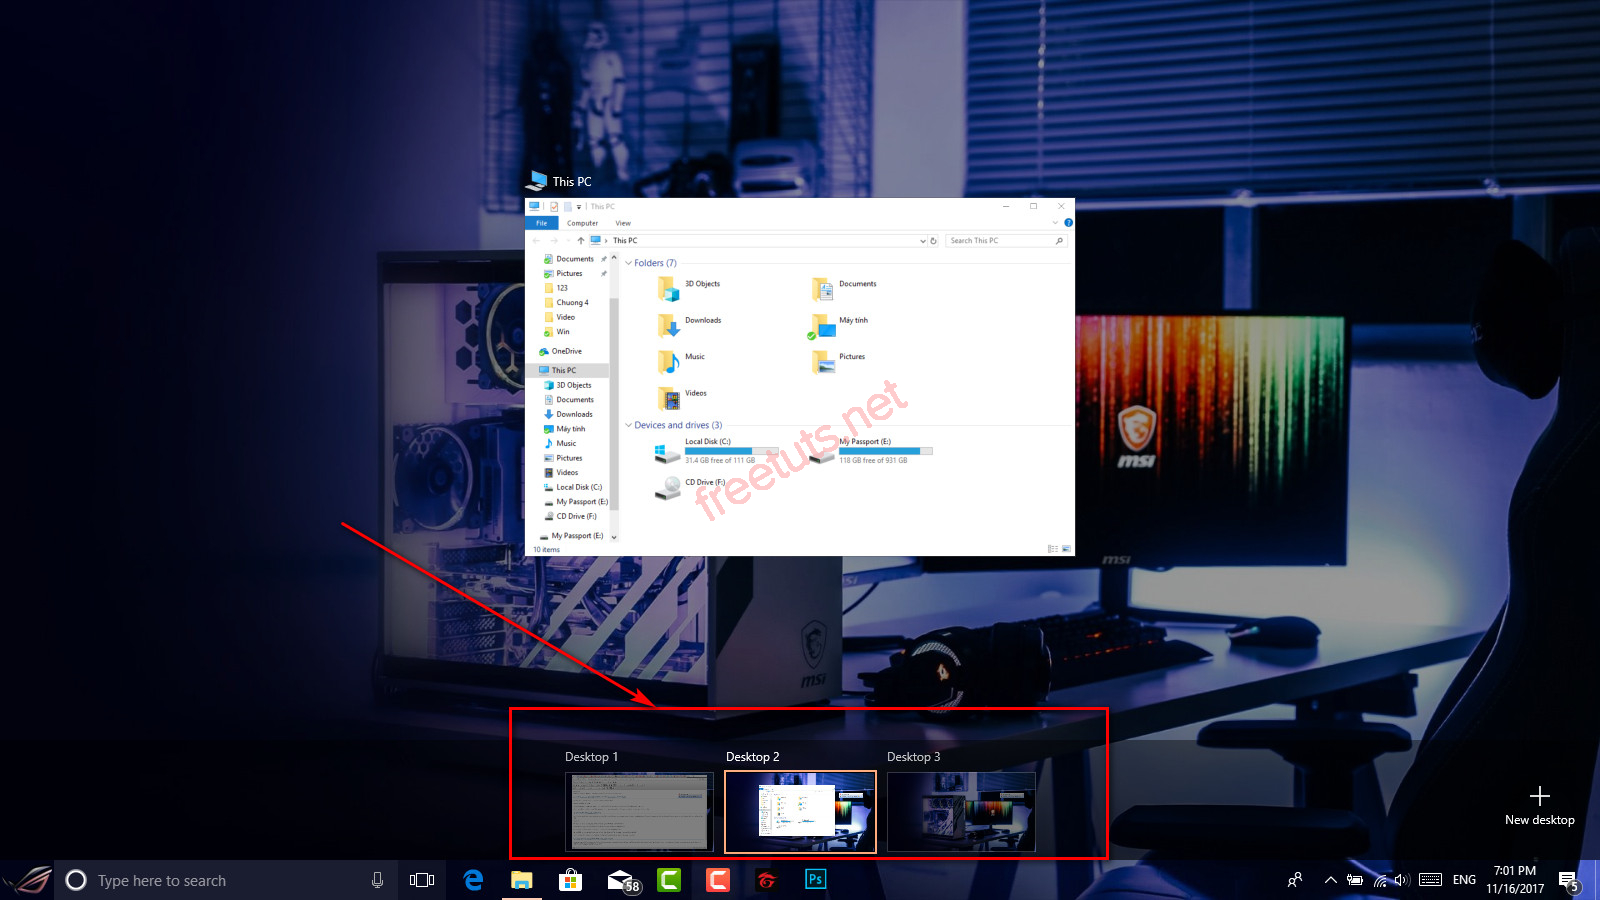 This PC
This PC
File Computer View
This PC
Search This PC
Documents
Pictures
123
Chuong 4
Video
Win
OneDrive
This PC
3D Objects
Documents
Downloads
Máy tính
Music
Pictures
Videos
Local Disk (C:)
My Passport (E:)
CD Drive (F:)
My Passport (E:)
10 items
Folders (7)
3D Objects
Documents
Downloads
Máy tính
Music
Pictures
Videos
Devices and drives (3)
Local Disk (C:)
31.4 GB free of 111 GB
My Passport (E:)
118 GB free of 931 GB
CD Drive (F:)
freetuts.net
msi
msi
msi
Desktop 1
Desktop 2
Desktop 3
New desktop
Type here to search
58
Ps
ENG
7:01 PM
11/16/2017
5